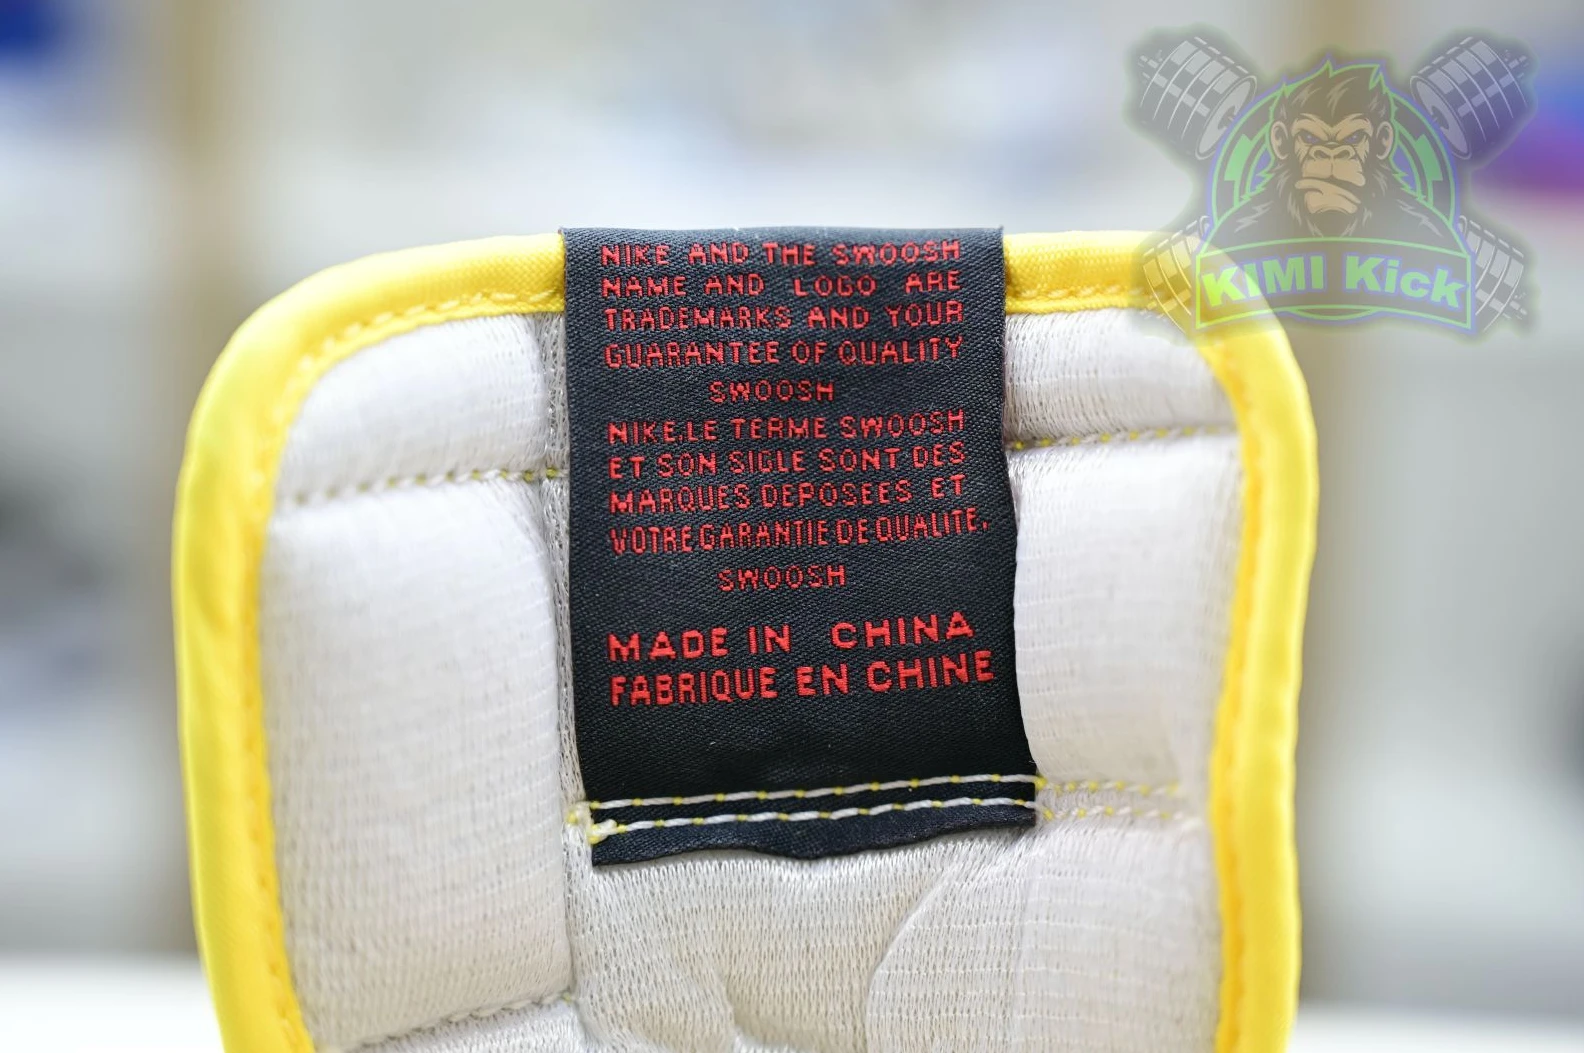 NIKE AND THE SWOOSH
NAME AND LOGO ARE
TRADEMARKS AND YOUR
GUARANTEE OF QUALITY
SWOOSH
NIKE,LE TERME SWOOSH
ET SON SIGLE SONT DES
MARQUES DEPOSEES ET
VOTRE GARANTIE DE QUALITE.
SWOOSH
MADE IN CHINA
FABRIQUE EN CHINE
KIMI Kick